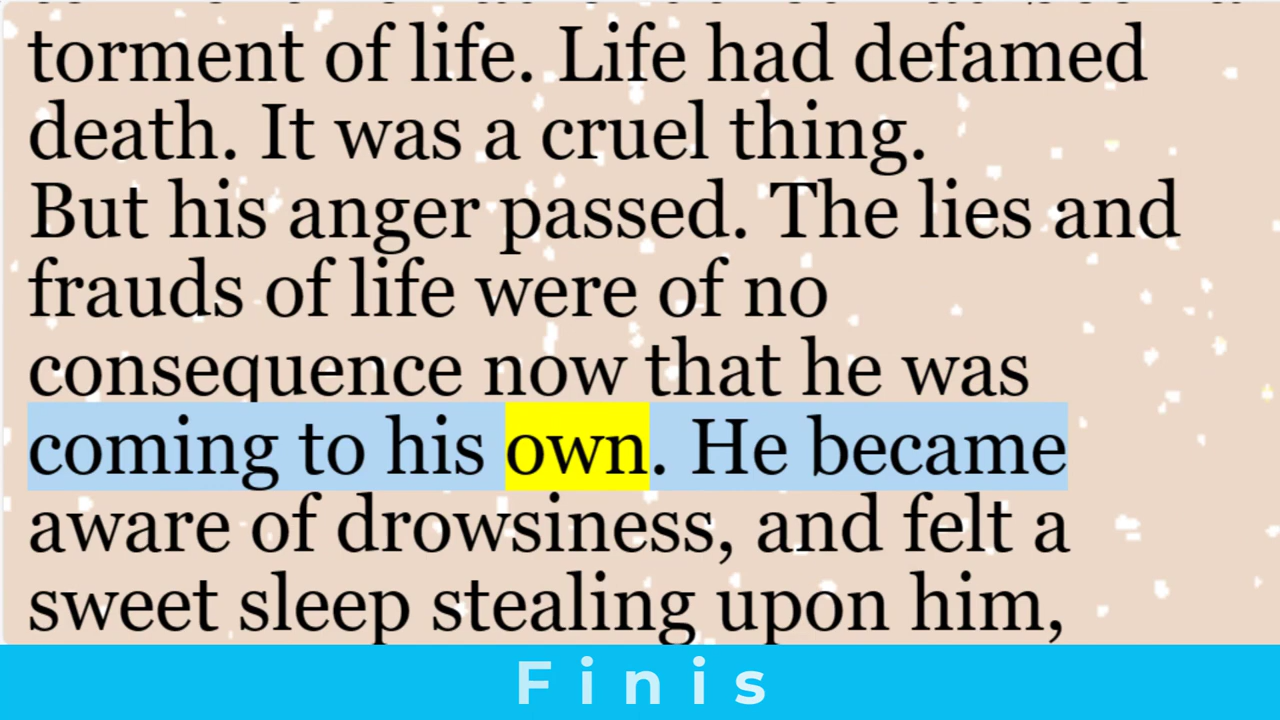 torment of life. Life had defamed
death. It was a cruel thing.
But his anger passed. The lies and
frauds of life were of no
consequence now that he was
coming to his own. He became
aware of drowsiness, and felt a
sweet sleep stealing upon him,
Finis